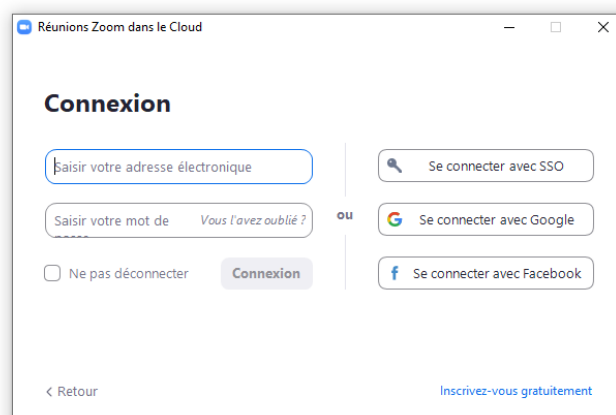 Réunions Zoom dans le Cloud
Connexion
Saisir votre adresse électronique
Saisir votre mot de
Vous l'avez oublié ?
Ne pas déconnecter
Connexion
ou
Se connecter avec SSO
Se connecter avec Google
Se connecter avec Facebook
< Retour
Inscrivez-vous gratuitement